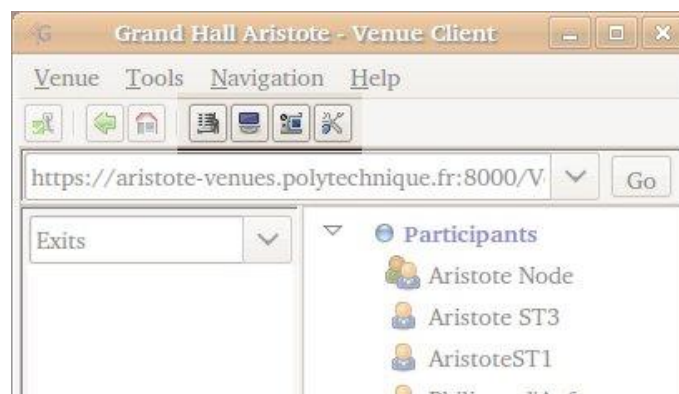 Grand Hall Aristote - Venue Client
Venue Tools Navigation Help
https://aristote-venues.polytechnique.fr:8000/V
Go
Exits
Participants
Aristote Node
Aristote ST3
AristoteST1